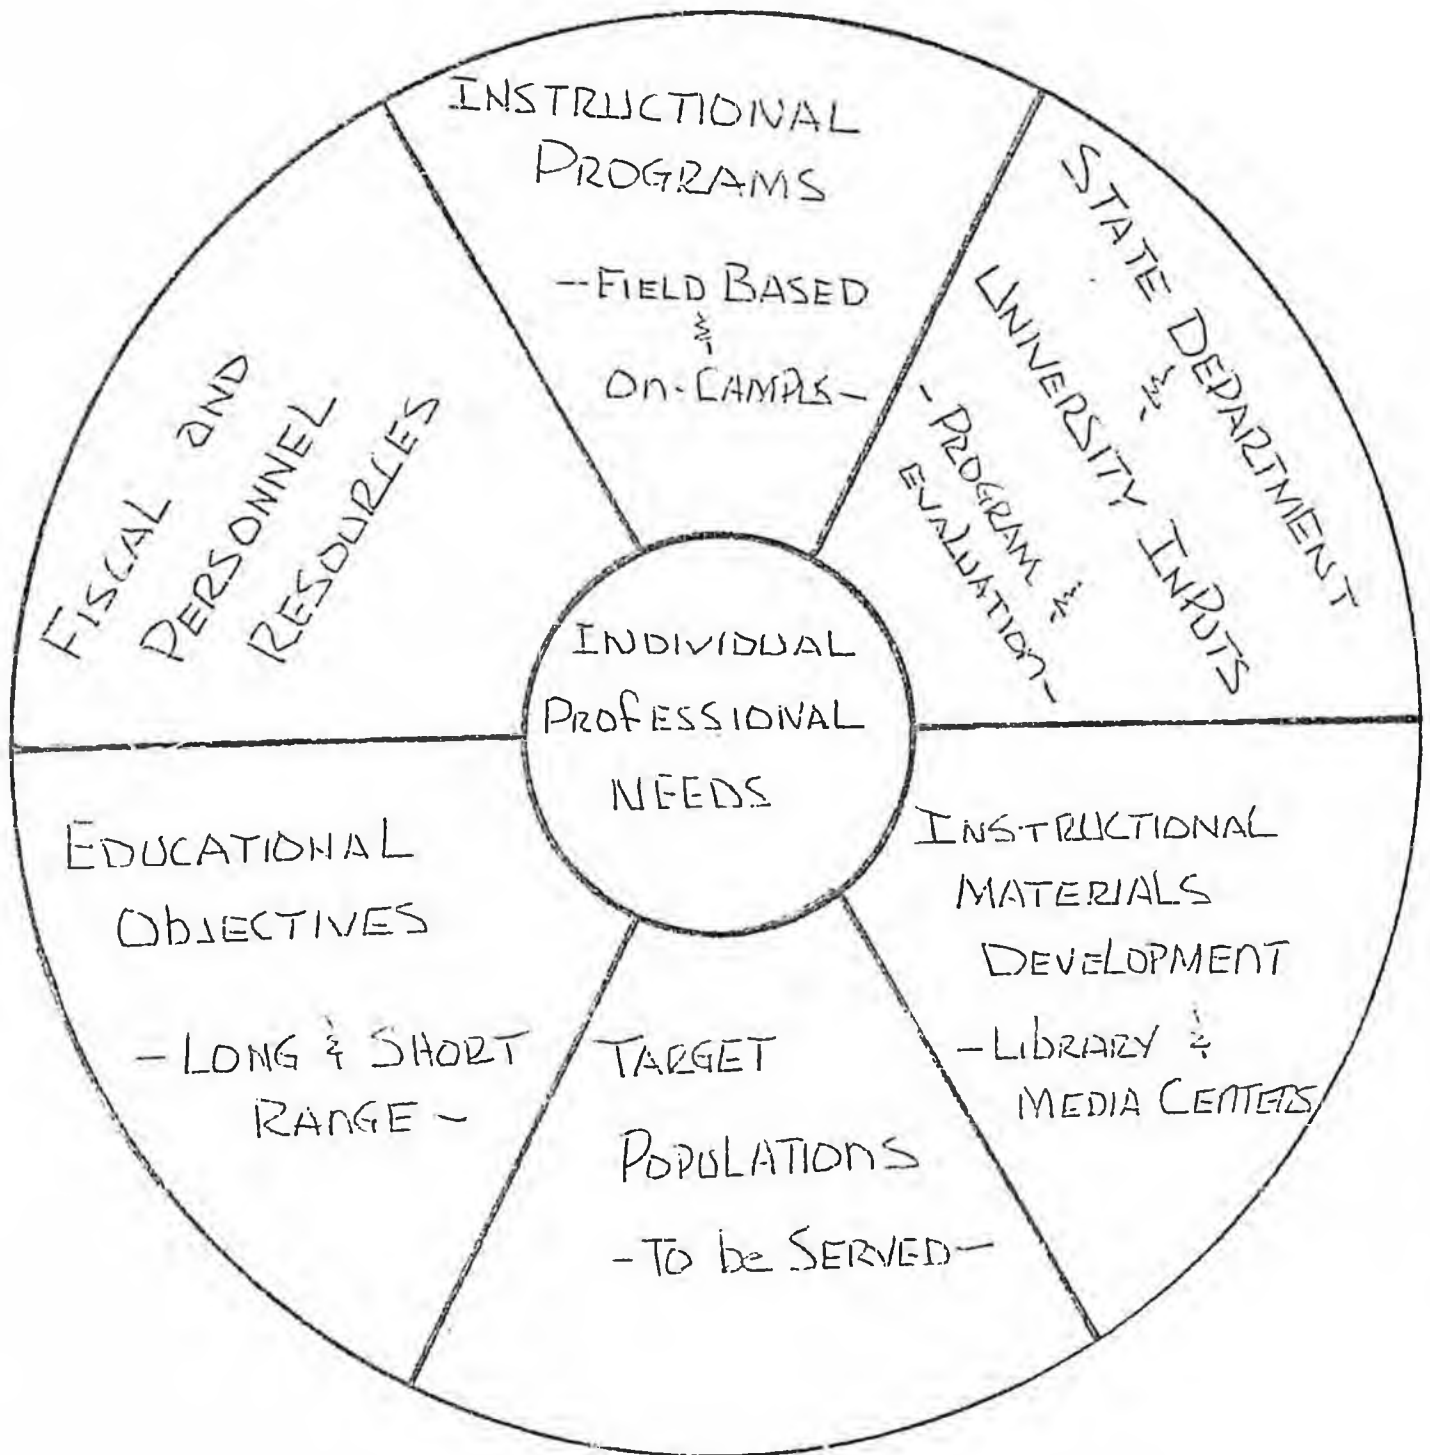 INSTRUCTIONAL
PROGRAMS
-FIELD BASED
&
On-CAMPUS-
STATE DEPARTMENT
&
UNIVERSITY INPUTS
-PROGRAM &
EVALUATION-
INSTRUCTIONAL
MATERIALS
DEVELOPMENT
-LIBRARY &
MEDIA CENTERS
TARGET
POPULATIONS
-TO be SERVED-
EDUCATIONAL
ObJECTIVES
-LONG & SHORT
RANGE-
FISCAL AND
PERSONNEL
RESOURCES
INDIVIDUAL
PROFESSIONAL
NEEDS